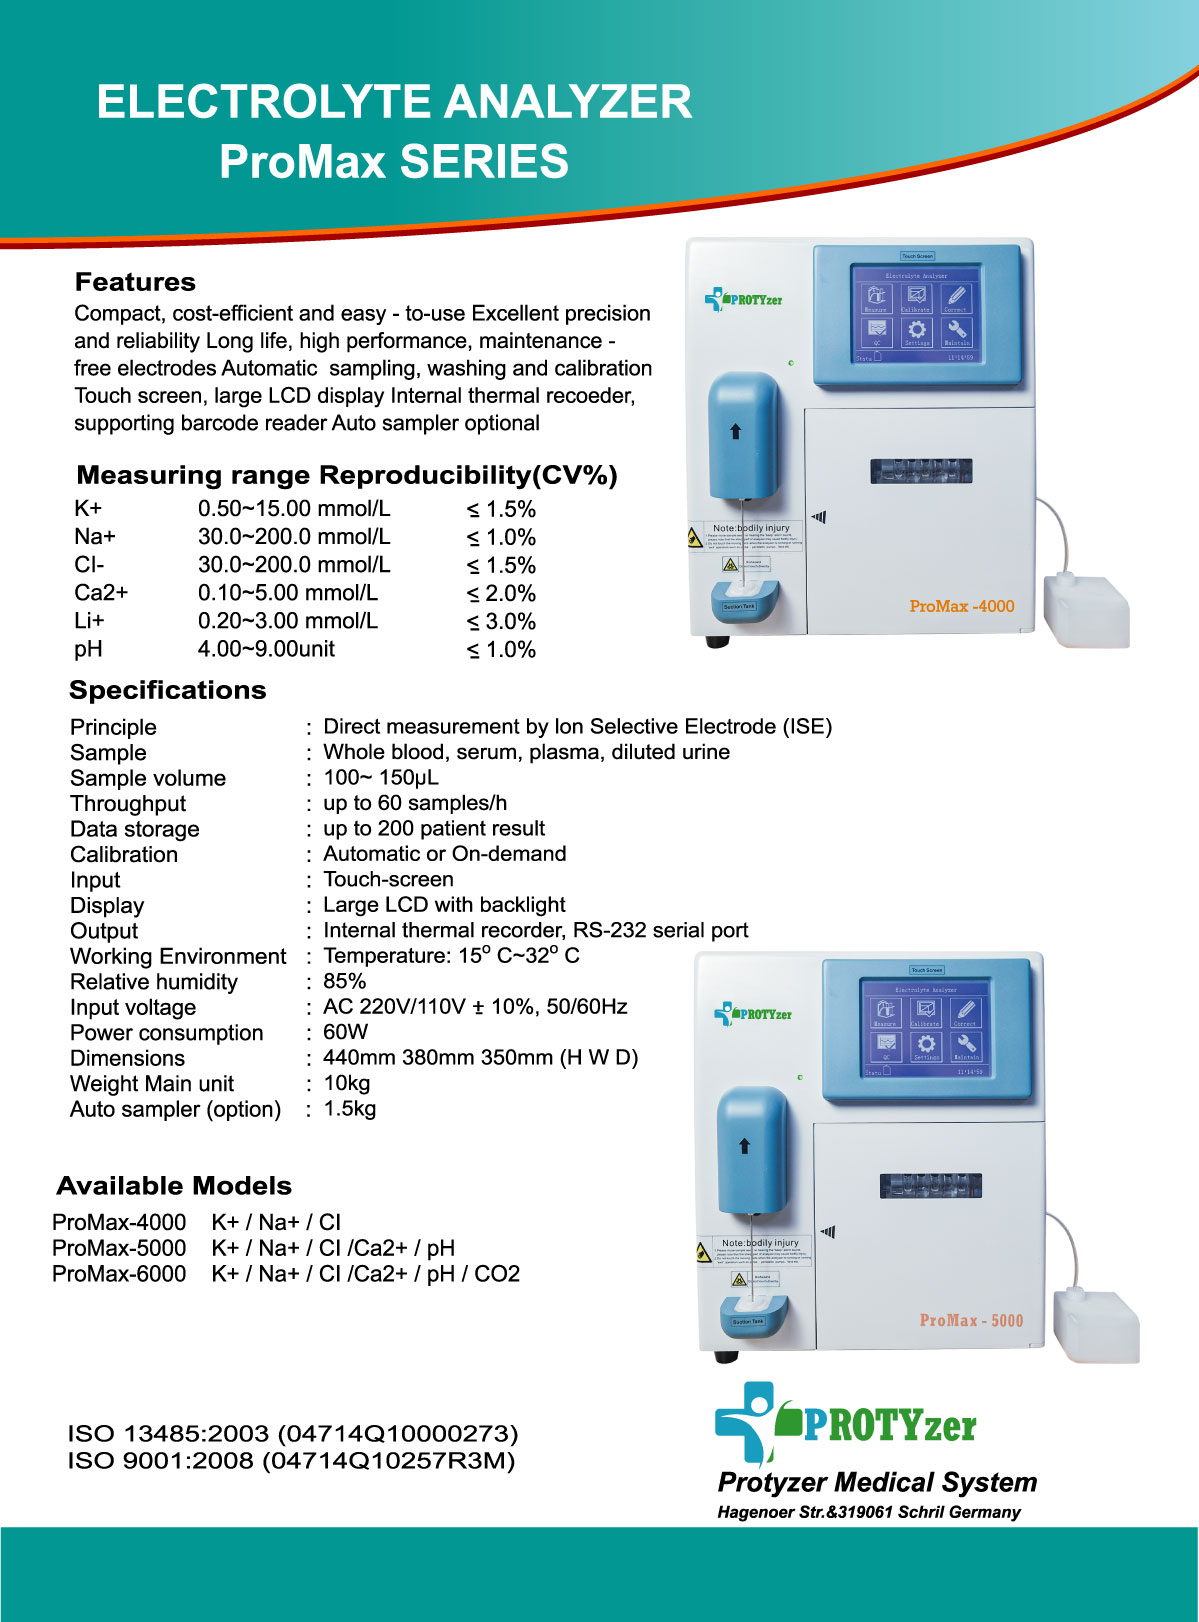 ELECTROLYTE ANALYZER
ProMax SERIES
Features
Compact, cost-efficient and easy - to-use Excellent precision
and reliability Long life, high performance, maintenance -
free electrodes Automatic sampling, washing and calibration
Touch screen, large LCD display Internal thermal recoeder,
supporting barcode reader Auto sampler optional
Measuring range Reproducibility(CV%)
K+ 0.50~15.00 mmol/L ≤ 1.5%
Na+ 30.0~200.0 mmol/L ≤ 1.0%
CI- 30.0~200.0 mmol/L ≤ 1.5%
Ca2+ 0.10~5.00 mmol/L ≤ 2.0%
Li+ 0.20~3.00 mmol/L ≤ 3.0%
pH 4.00~9.00unit ≤ 1.0%
Touch Screen
PROTYzer
Electrolyte Analyzer
Measure Calibrate Correct
QC Settings Maintain
Statu 11*14*59
Note:bodily injury
Suction Tank
ProMax -4000
Specifications
Principle : Direct measurement by Ion Selective Electrode (ISE)
Sample : Whole blood, serum, plasma, diluted urine
Sample volume : 100~ 150µL
Throughput : up to 60 samples/h
Data storage : up to 200 patient result
Calibration : Automatic or On-demand
Input : Touch-screen
Display : Large LCD with backlight
Output : Internal thermal recorder, RS-232 serial port
Working Environment : Temperature: 15° C~32° C
Relative humidity : 85%
Input voltage : AC 220V/110V ± 10%, 50/60Hz
Power consumption : 60W
Dimensions : 440mm 380mm 350mm (H W D)
Weight Main unit : 10kg
Auto sampler (option) : 1.5kg
Touch Screen
PROTYzer
Electrolyte Analyzer
Measure Calibrate Correct
QC Settings Maintain
Statu 11*14*59
Note:bodily injury
Suction Tank
ProMax - 5000
Available Models
ProMax-4000 K+ / Na+ / CI
ProMax-5000 K+ / Na+ / CI /Ca2+ / pH
ProMax-6000 K+ / Na+ / CI /Ca2+ / pH / CO2
ISO 13485:2003 (04714Q10000273)
ISO 9001:2008 (04714Q10257R3M)
PROTYzer
Protyzer Medical System
Hagenoer Str.&319061 Schril Germany